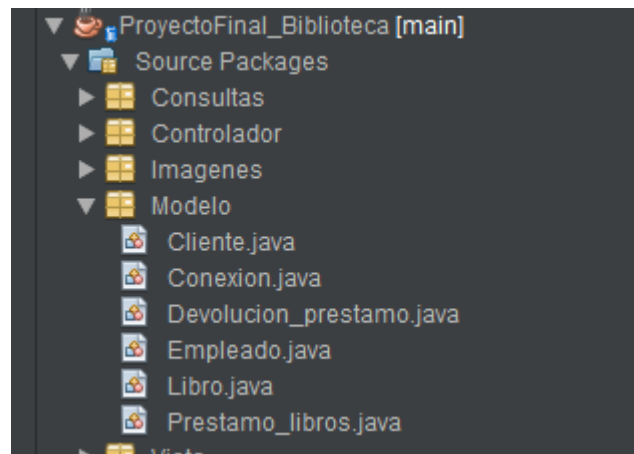 ProyectoFinal_Biblioteca [main]
Source Packages
Consultas
Controlador
Imagenes
Modelo
Cliente.java
Conexion.java
Devolucion_prestamo.java
Empleado.java
Libro.java
Prestamo_libros.java